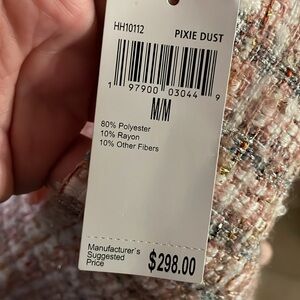 HH10112 PIXIE DUST
1 97900 03044 9
M/M
80% Polyester
10% Rayon
10% Other Fibers
Manufacturer's
Suggested
Price
$298.00